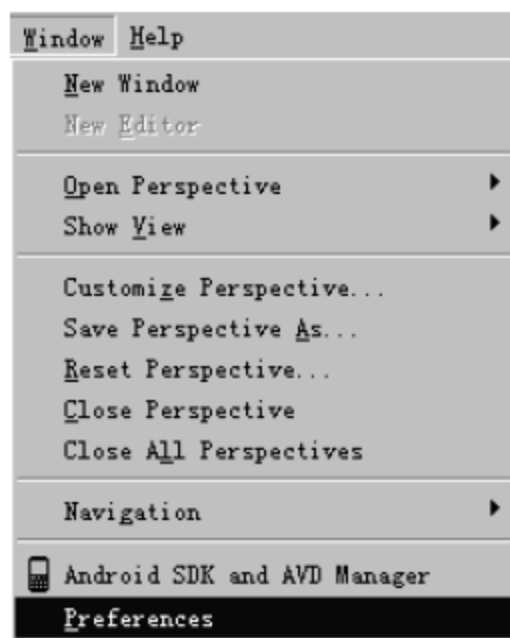 Window Help
New Window
New Editor
Open Perspective
Show View
Customize Perspective...
Save Perspective As...
Reset Perspective...
Close Perspective
Close All Perspectives
Navigation
Android SDK and AVD Manager
Preferences